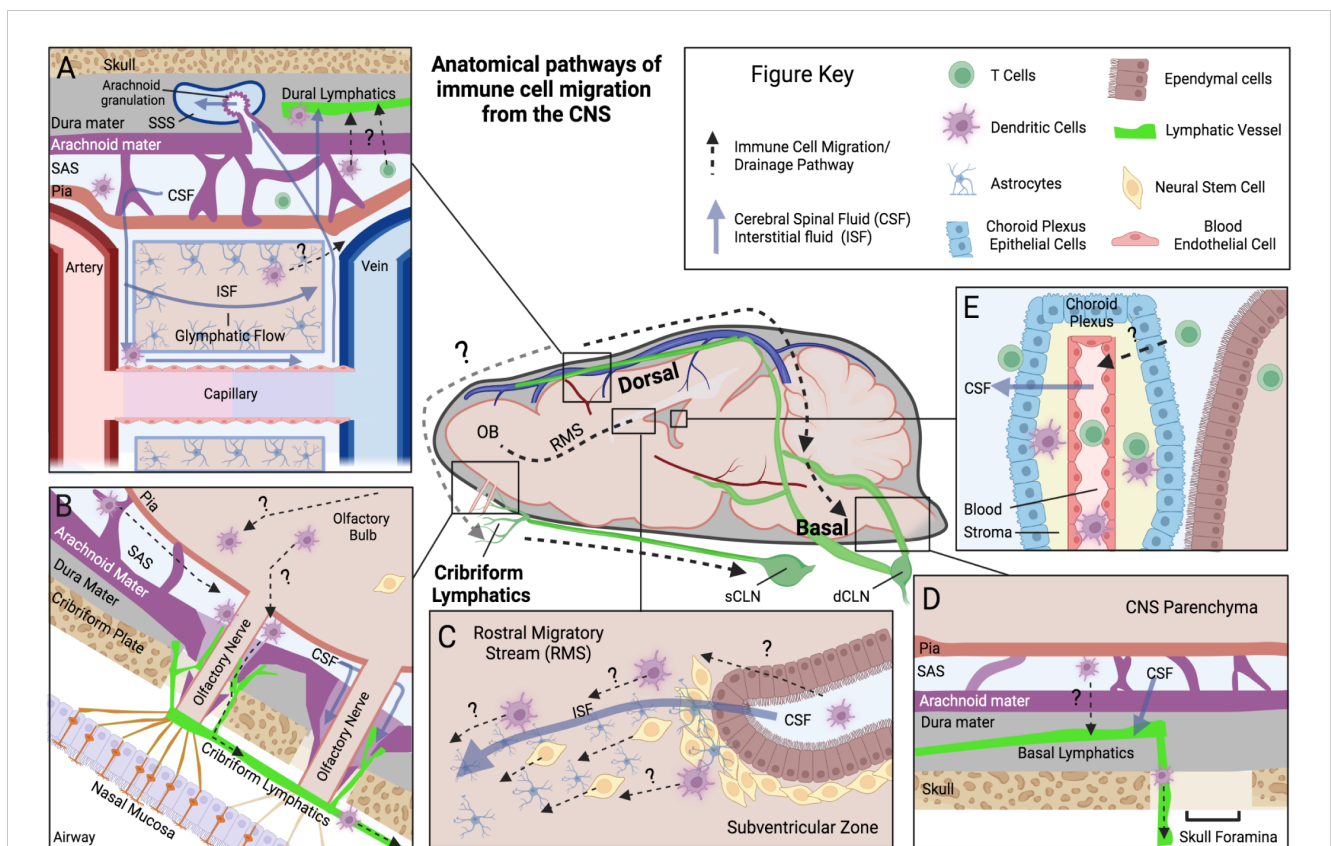 Anatomical pathways of
immune cell migration
from the CNS
Figure Key
Immune Cell Migration/
Drainage Pathway
Cerebral Spinal Fluid (CSF)
Interstitial fluid (ISF)
T Cells
Dendritic Cells
Astrocytes
Choroid Plexus
Epithelial Cells
Ependymal cells
Lymphatic Vessel
Neural Stem Cell
Blood
Endothelial Cell
A
Skull
Arachnoid
granulation
Dural Lymphatics
SSS
Dura mater
?
Arachnoid mater
SAS
CSF
Pia
?
Artery
Vein
ISF
Glymphatic Flow
Capillary
?
Dorsal
OB
RMS
Basal
Cribriform
Lymphatics
sCLN
dCLN
B
Pia
?
Olfactory
Bulb
SAS
Arachnoid Mater
?
Dura Mater
Cribriform Plate
Olfactory Nerve
CSF
Olfactory Nerve
Cribriform Lymphatics
Nasal Mucosa
Airway
C
Rostral Migratory
Stream (RMS)
?
?
?
ISF
CSF
?
Subventricular Zone
D
CNS Parenchyma
Pia
SAS
CSF
?
Arachnoid mater
Dura mater
Basal Lymphatics
Skull
Skull Foramina
E
Choroid
Plexus
?
CSF
Blood
Stroma